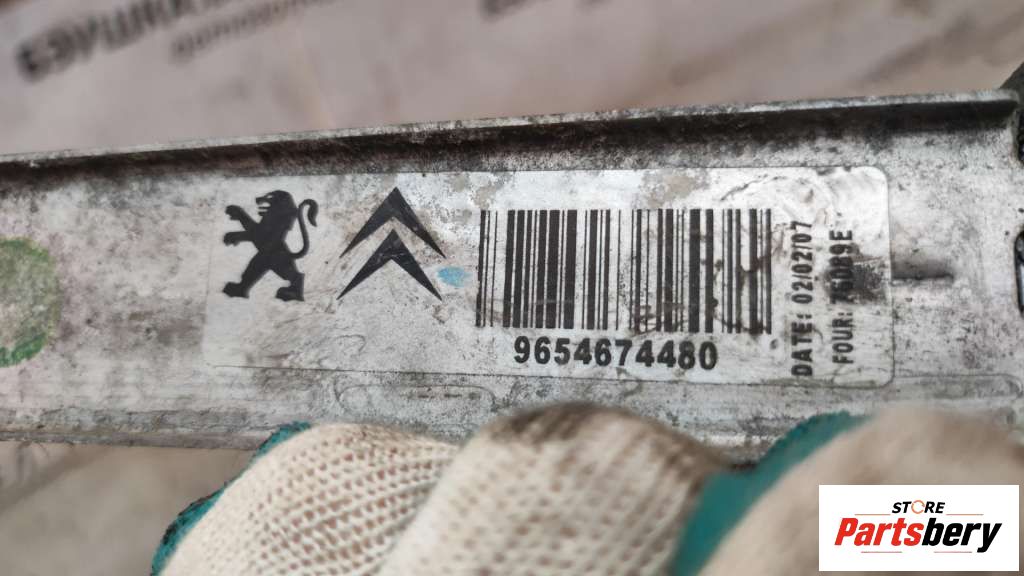 9654674480
DATE: 02/02/07
FOUR: 76089E
STORE
Partsbery